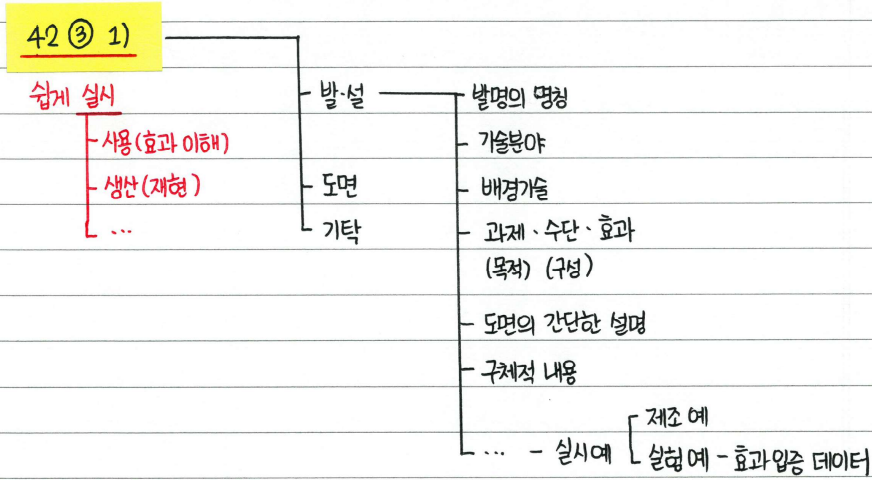 42 ③ 1)
쉽게 실시
사용(효과 이해)
생산(재현)
...
발·설
도면
기탁
발명의 명칭
기술분야
배경기술
과제·수단·효과
(목적) (구성)
도면의 간단한 설명
구체적 내용
... - 실시예
제조예
실험예 - 효과입증 데이터